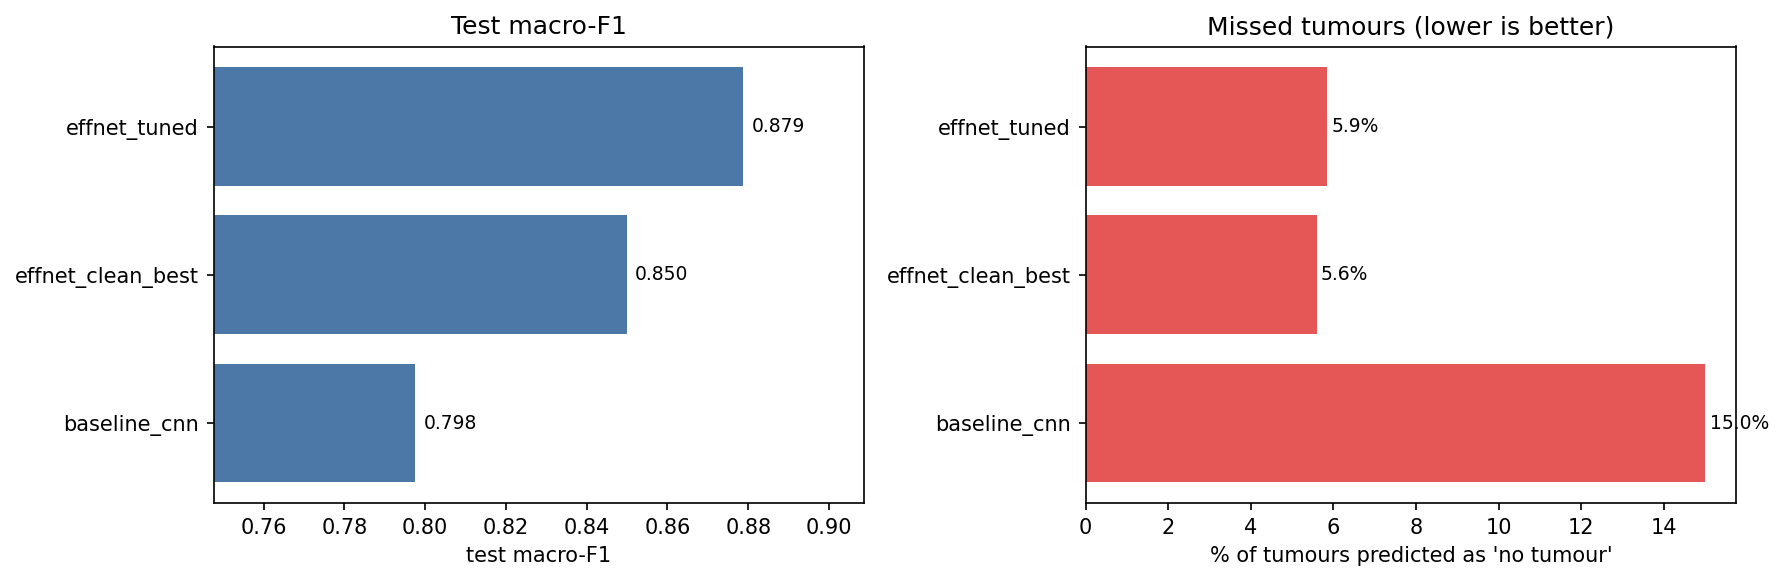 Test macro-F1
effnet_tuned
0.879
effnet_clean_best
0.850
baseline_cnn
0.798
0.76 0.78 0.80 0.82 0.84 0.86 0.88 0.90
test macro-F1
Missed tumours (lower is better)
effnet_tuned
5.9%
effnet_clean_best
5.6%
baseline_cnn
15.0%
0 2 4 6 8 10 12 14
% of tumours predicted as 'no tumour'